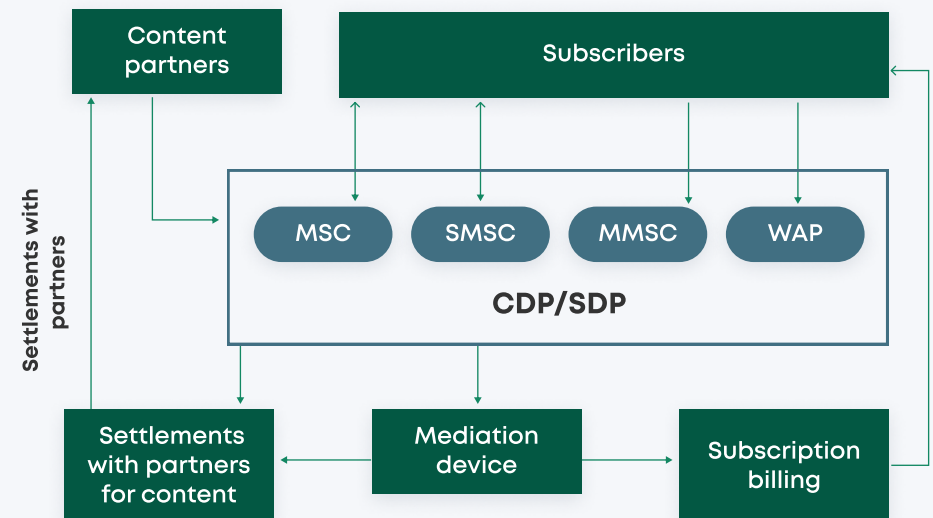 Content
partners
Subscribers
Settlements with
partners
MSC
SMSC
MMSC
WAP
CDP/SDP
Settlements
with partners
for content
Mediation
device
Subscription
billing